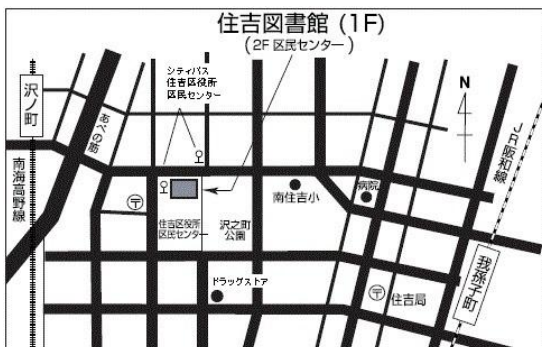 住吉図書館 (1F)
(2F 区民センター)
シティバス
住吉区役所
区民センター
沢ノ町
あべの筋
南海高野線
N
JR阪和線
〒
住吉区役所
区民センター
沢之町
公園
南住吉小
病院
ドラッグストア
〒
住吉局
我孫子町